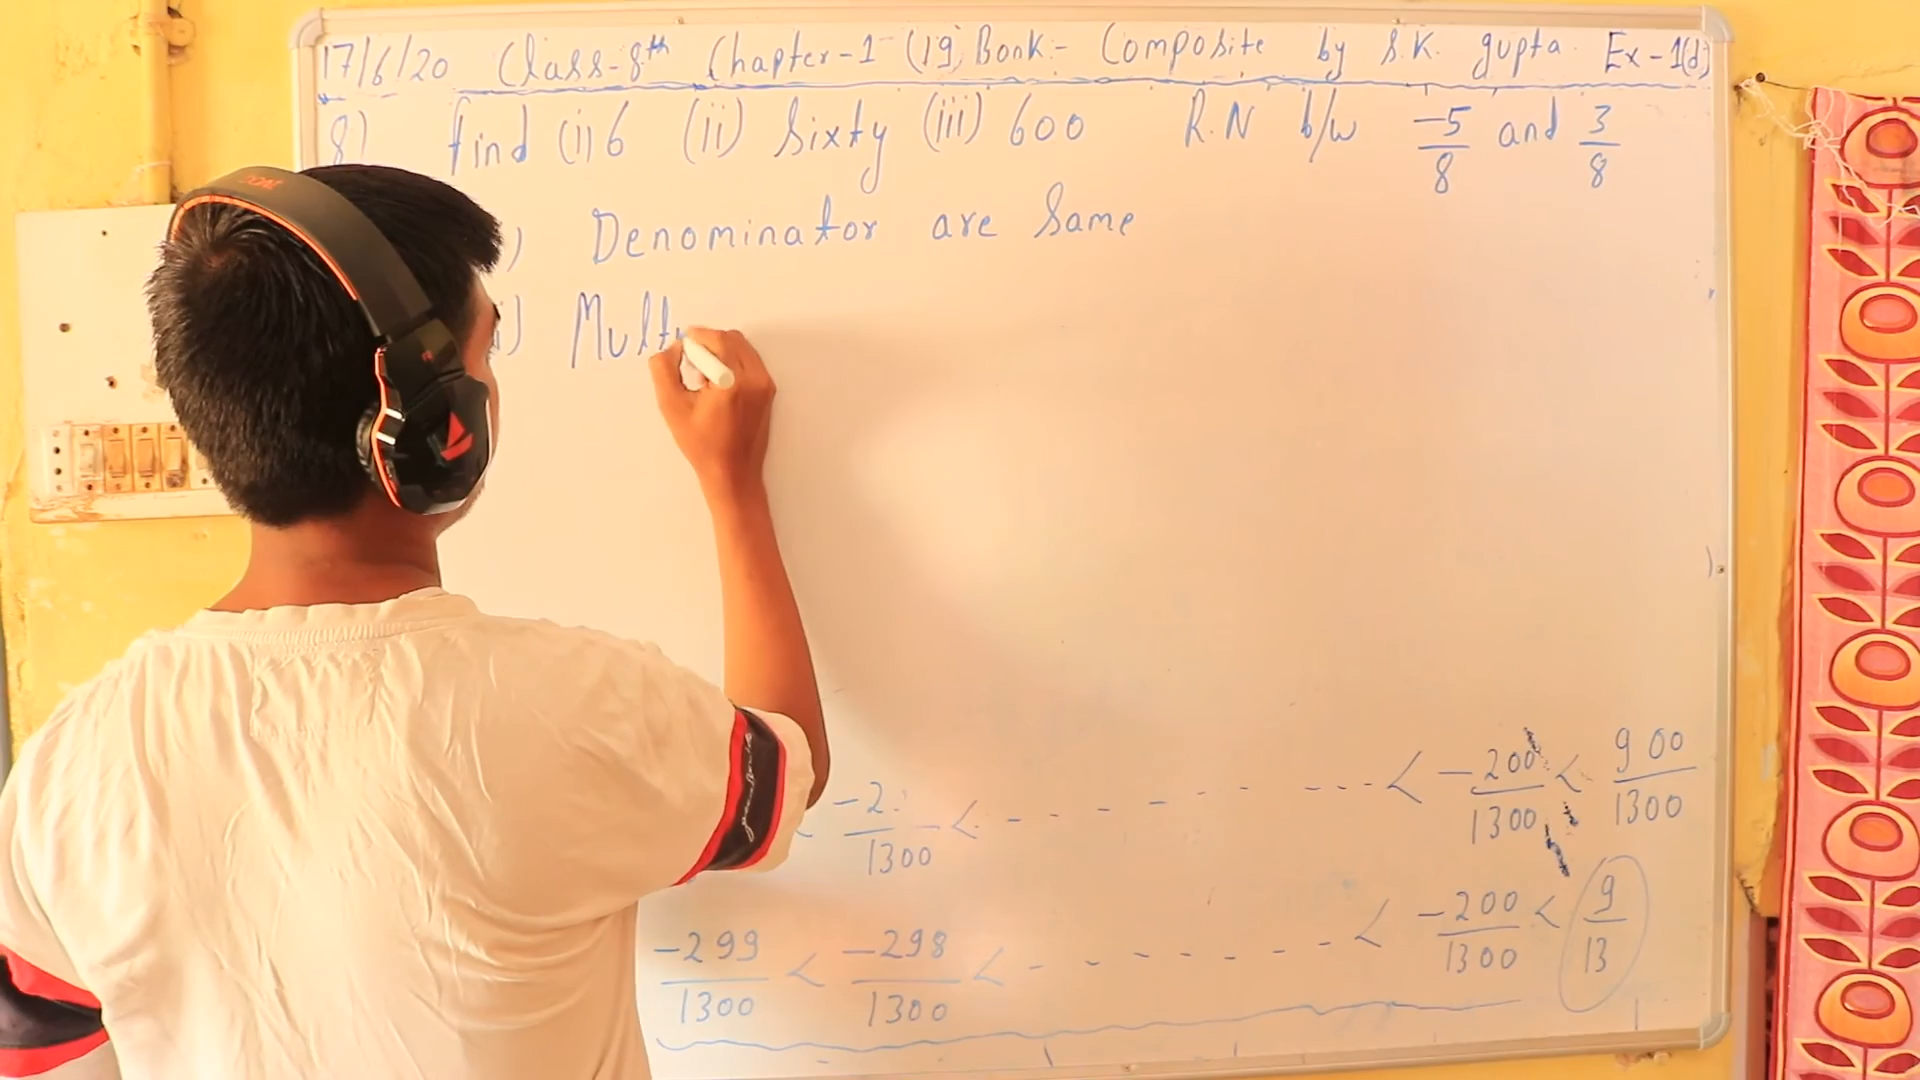 17/6/20 Class-8th Chapter-1 (19) Book:- Composite by S.K. gupta. Ex-1(d)
8) find (i) 6 (ii) Sixty (iii) 600 R.N b/w -5/8 and 3/8
) Denominator are Same
i) Mult
< /1300 < - - - - - - - - - < -200/1300 < 900/1300
-299/1300 < -298/1300 < - - - - - - - < -200/1300 < 9/13